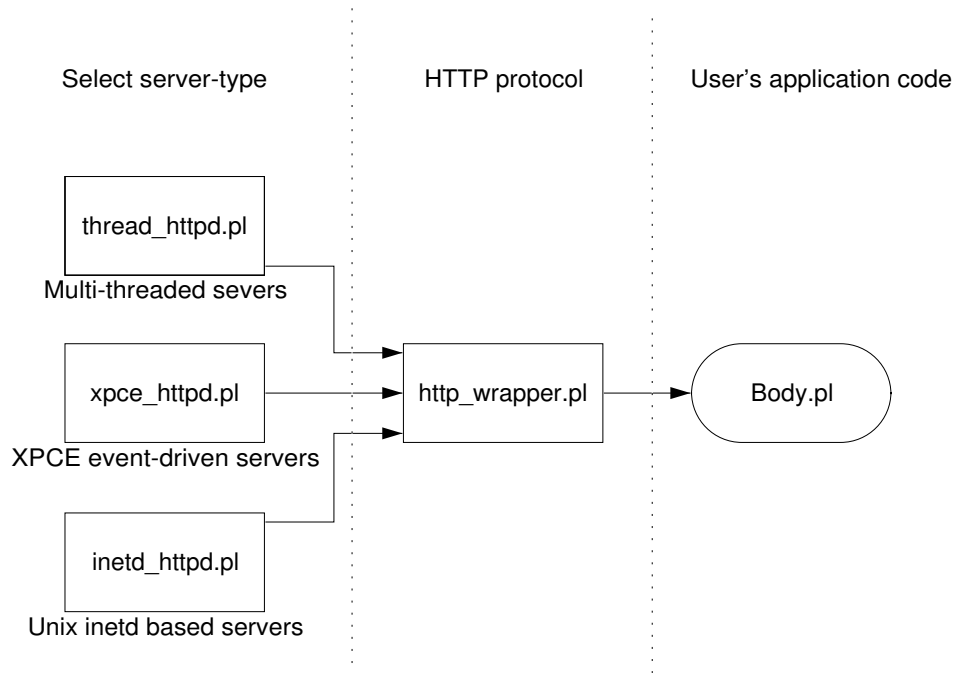 Select server-type
HTTP protocol
User's application code
thread_httpd.pl
Multi-threaded severs
xpce_httpd.pl
XPCE event-driven servers
inetd_httpd.pl
Unix inetd based servers
http_wrapper.pl
Body.pl